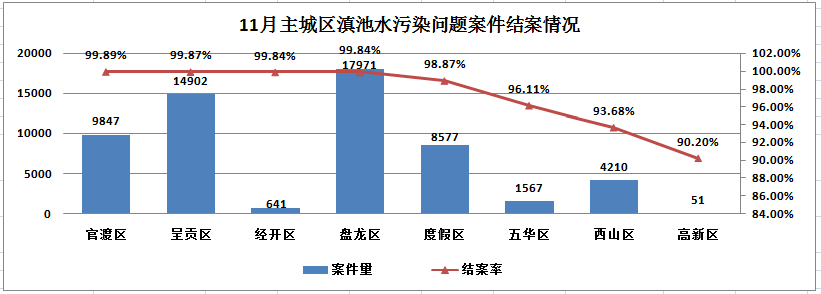 11月主城区滇池水污染问题案件结案情况
20000 99.89% 99.87% 99.84% 99.84% 98.87% 96.11% 93.68% 90.20% 102.00%
14902 17971 100.00%
15000 98.00%
9847 8577 96.00%
10000 94.00%
92.00%
5000 4210 90.00%
641 1567 51 88.00%
86.00%
0 84.00%
官渡区 呈贡区 经开区 盘龙区 度假区 五华区 西山区 高新区
案件量 结案率